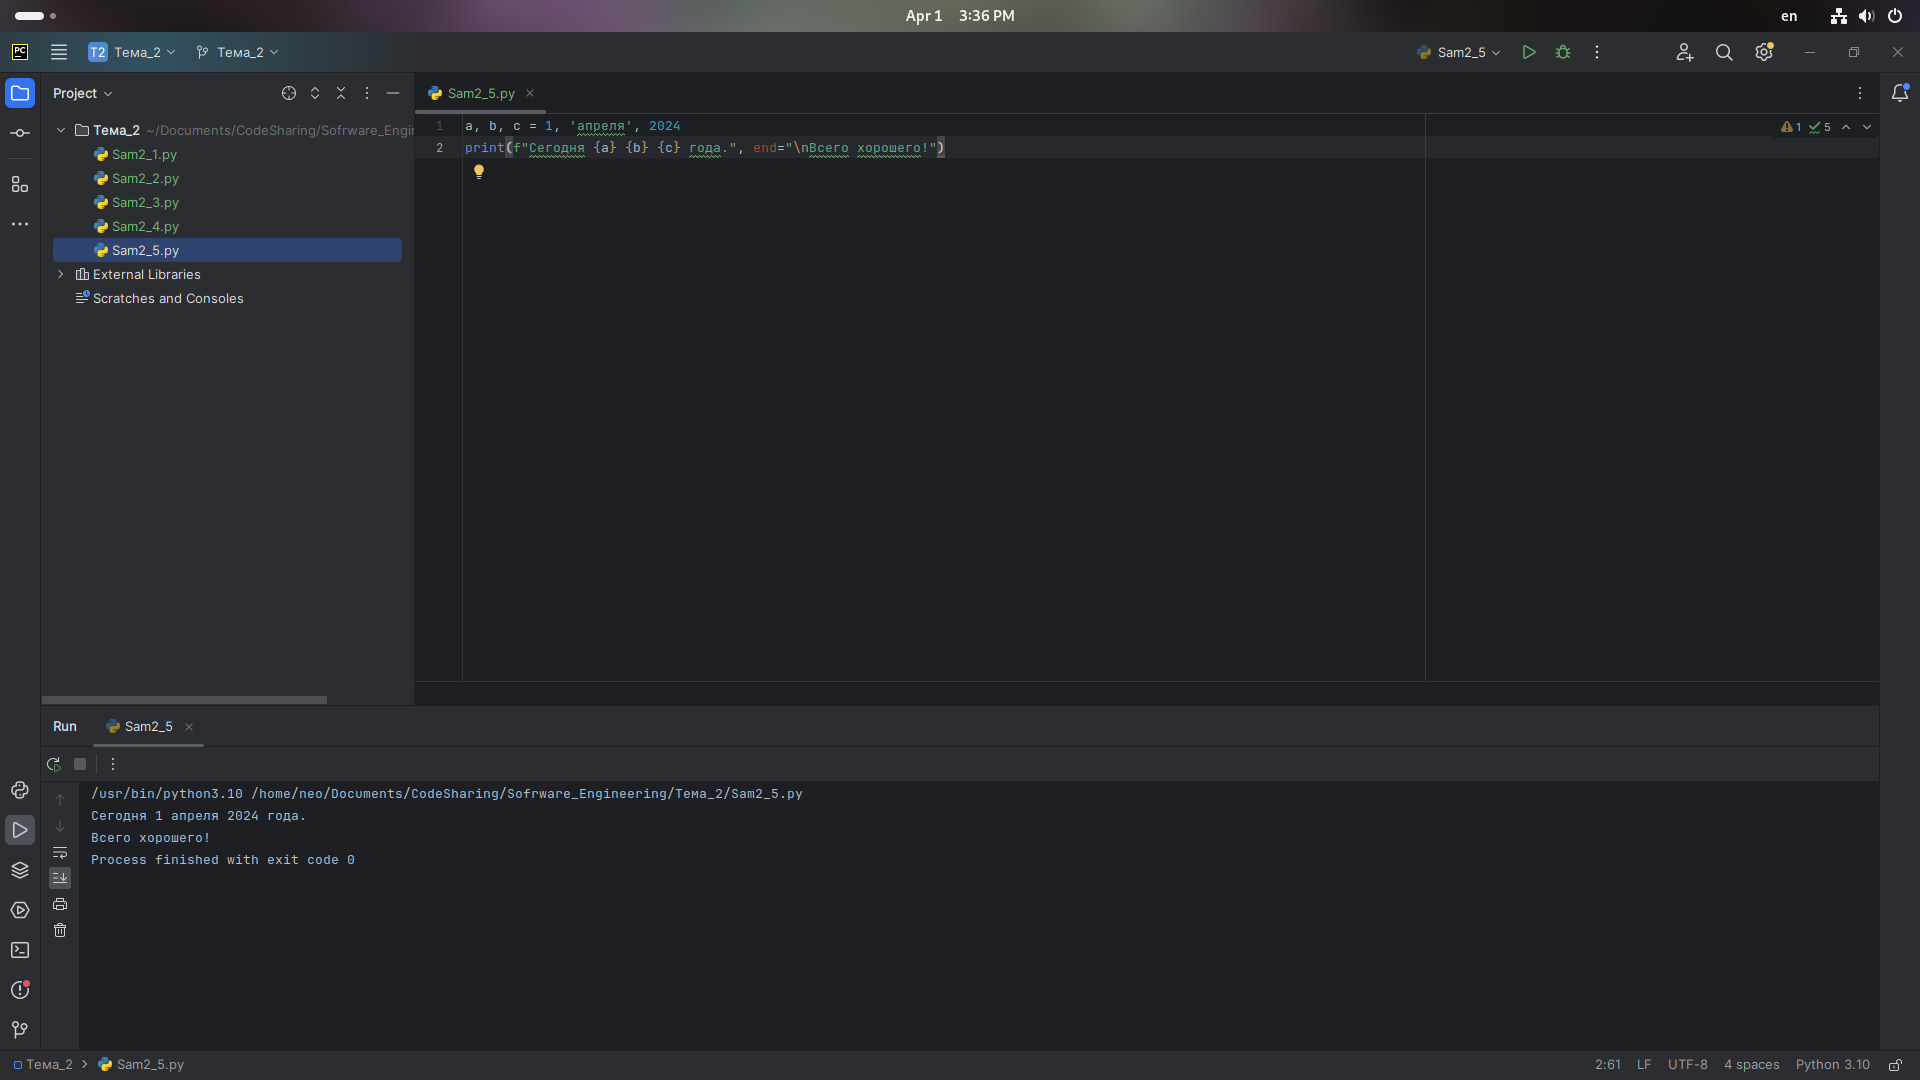 Apr 1 3:36 PM
en
PC
T2 Тема_2 Тема_2 Sam2_5
Project
Sam2_5.py
Тема_2 ~/Documents/CodeSharing/Sofrware_Engi
Sam2_1.py
Sam2_2.py
Sam2_3.py
Sam2_4.py
Sam2_5.py
External Libraries
Scratches and Consoles
1 a, b, c = 1, 'апреля', 2024
2 print(f"Сегодня {a} {b} {c} года.", end="\nВсего хорошего!")
1 5
Run Sam2_5
/usr/bin/python3.10 /home/neo/Documents/CodeSharing/Sofrware_Engineering/Тема_2/Sam2_5.py
Сегодня 1 апреля 2024 года.
Всего хорошего!
Process finished with exit code 0
Тема_2 Sam2_5.py
2:61 LF UTF-8 4 spaces Python 3.10